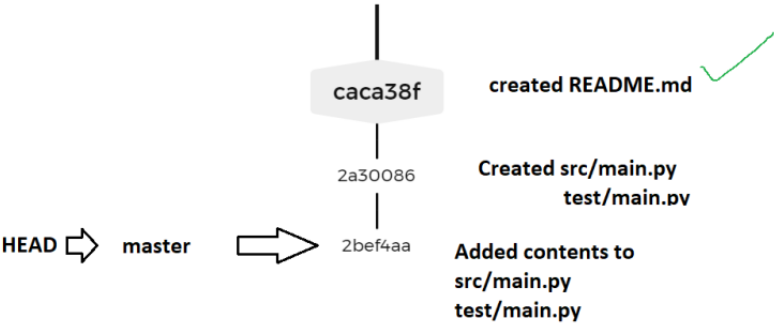 caca38f
created README.md
2a30086
Created src/main.py
test/main.py
HEAD
master
2bef4aa
Added contents to
src/main.py
test/main.py